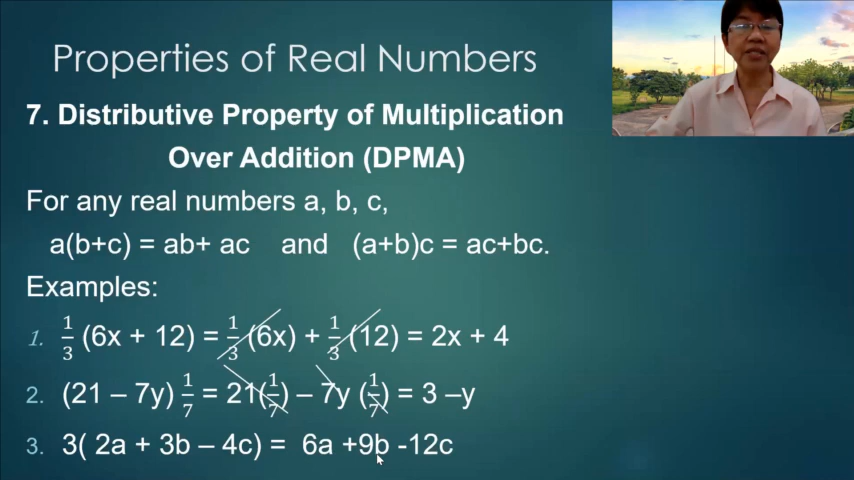 Properties of Real Numbers
7. Distributive Property of Multiplication
Over Addition (DPMA)
For any real numbers a, b, c,
a(b+c) = ab+ ac and (a+b)c = ac+bc.
Examples:
1. 1/3 (6x + 12) = 1/3 (6x) + 1/3 (12) = 2x + 4
2. (21 – 7y) 1/7 = 21(1/7) – 7y (1/7) = 3 –y
3. 3( 2a + 3b – 4c) = 6a +9b -12c